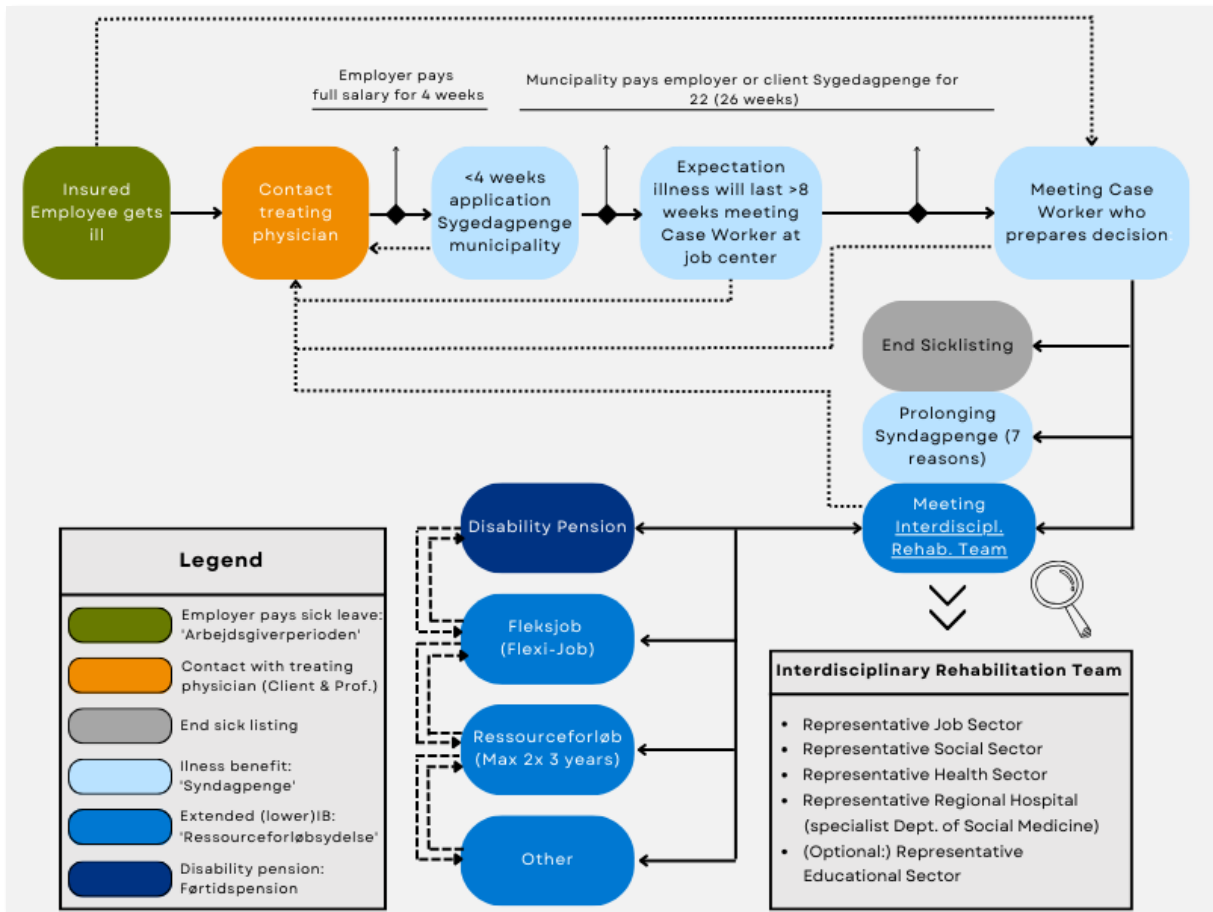 Employer pays
full salary for 4 weeks
Muncipality pays employer or client Sygedagpenge for
22 (26 weeks)
Insured
Employee gets
ill
Contact
treating
physician
<4 weeks
application
Sygedagpenge
municipality
Expectation
illness will last >8
weeks meeting
Case Worker at
job center
Meeting Case
Worker who
prepares decision
End Sicklisting
Prolonging
Syndagpenge (7
reasons)
Meeting
Interdiscipl.
Rehab. Team
Disability Pension
Fleksjob
(Flexi-Job)
Ressourceforløb
(Max 2x 3 years)
Other
Legend
Employer pays sick leave:
'Arbejdsgiverperioden'
Contact with treating
physician (Client & Prof.)
End sick listing
Ilness benefit:
'Syndagpenge'
Extended (lower)IB:
'Ressourceforløbsydelse'
Disability pension:
Førtidspension
Interdisciplinary Rehabilitation Team
• Representative Job Sector
• Representative Social Sector
• Representative Health Sector
• Representative Regional Hospital
(specialist Dept. of Social Medicine)
• (Optional:) Representative
Educational Sector